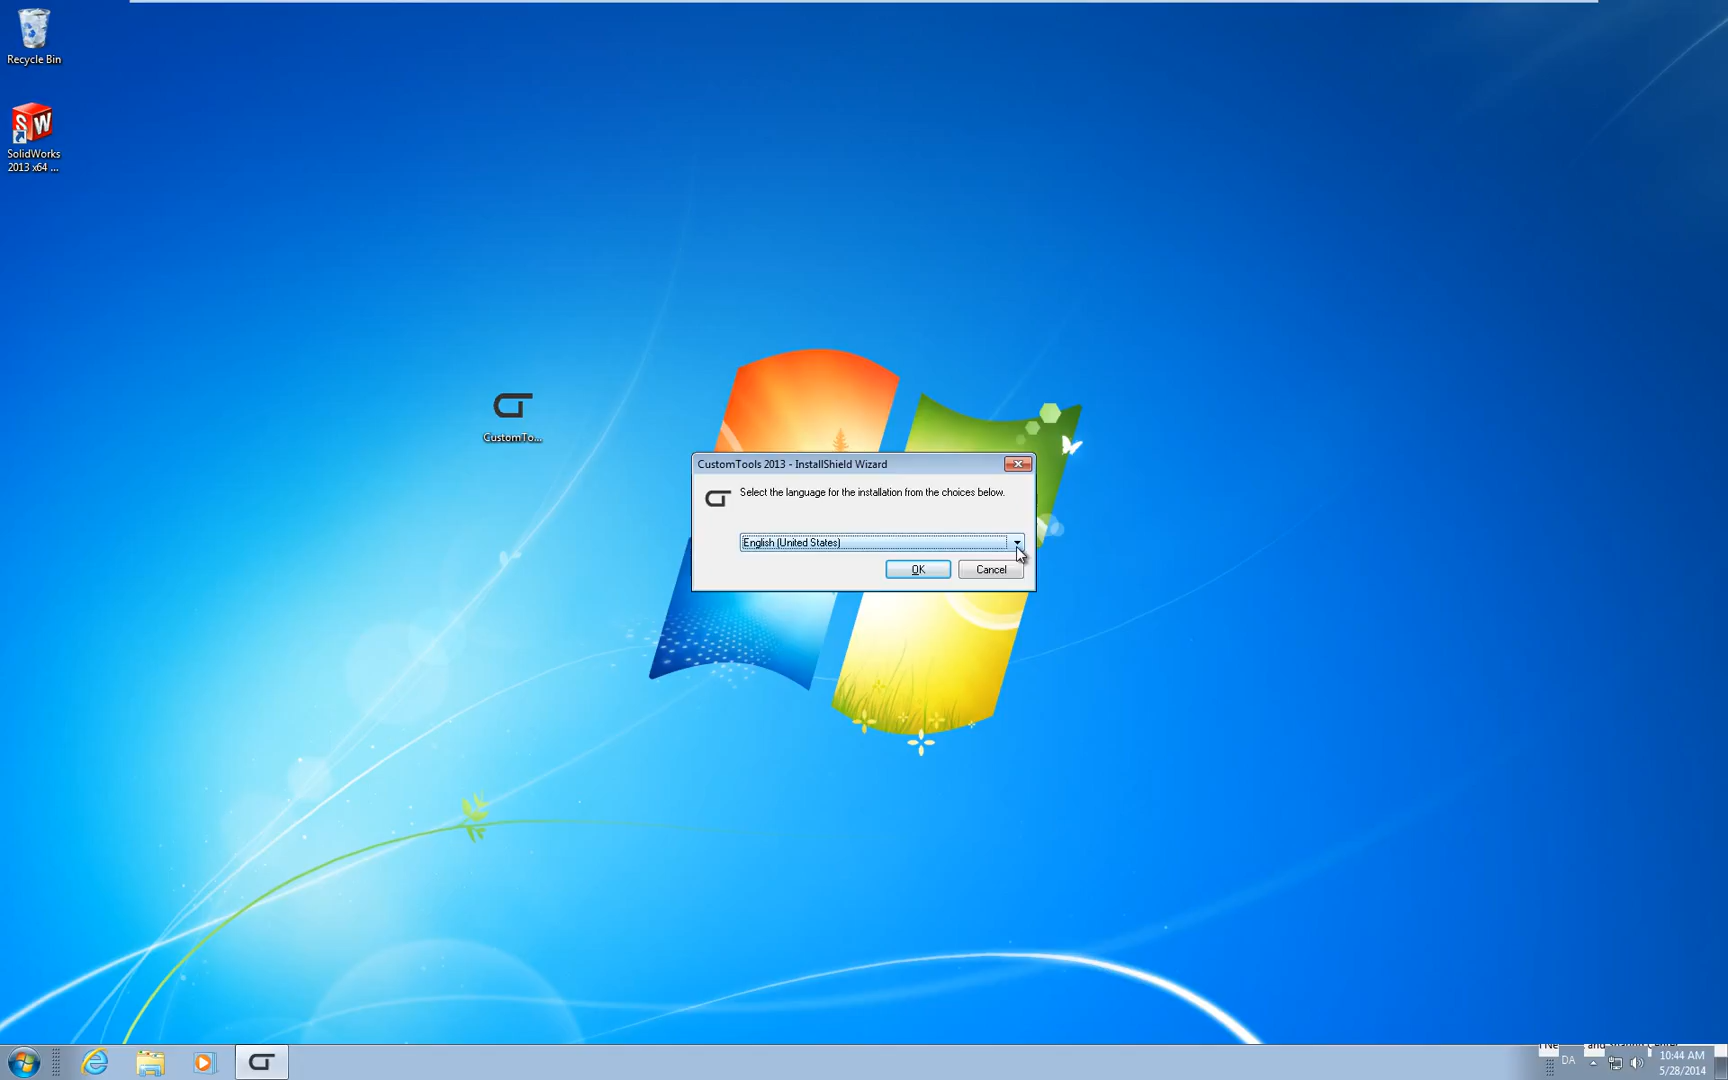 Recycle Bin
SolidWorks
2013 x64 ...
CustomTo...
CustomTools 2013 - InstallShield Wizard
Select the language for the installation from the choices below.
English (United States)
OK
Cancel
DA
10:44 AM
5/28/2014